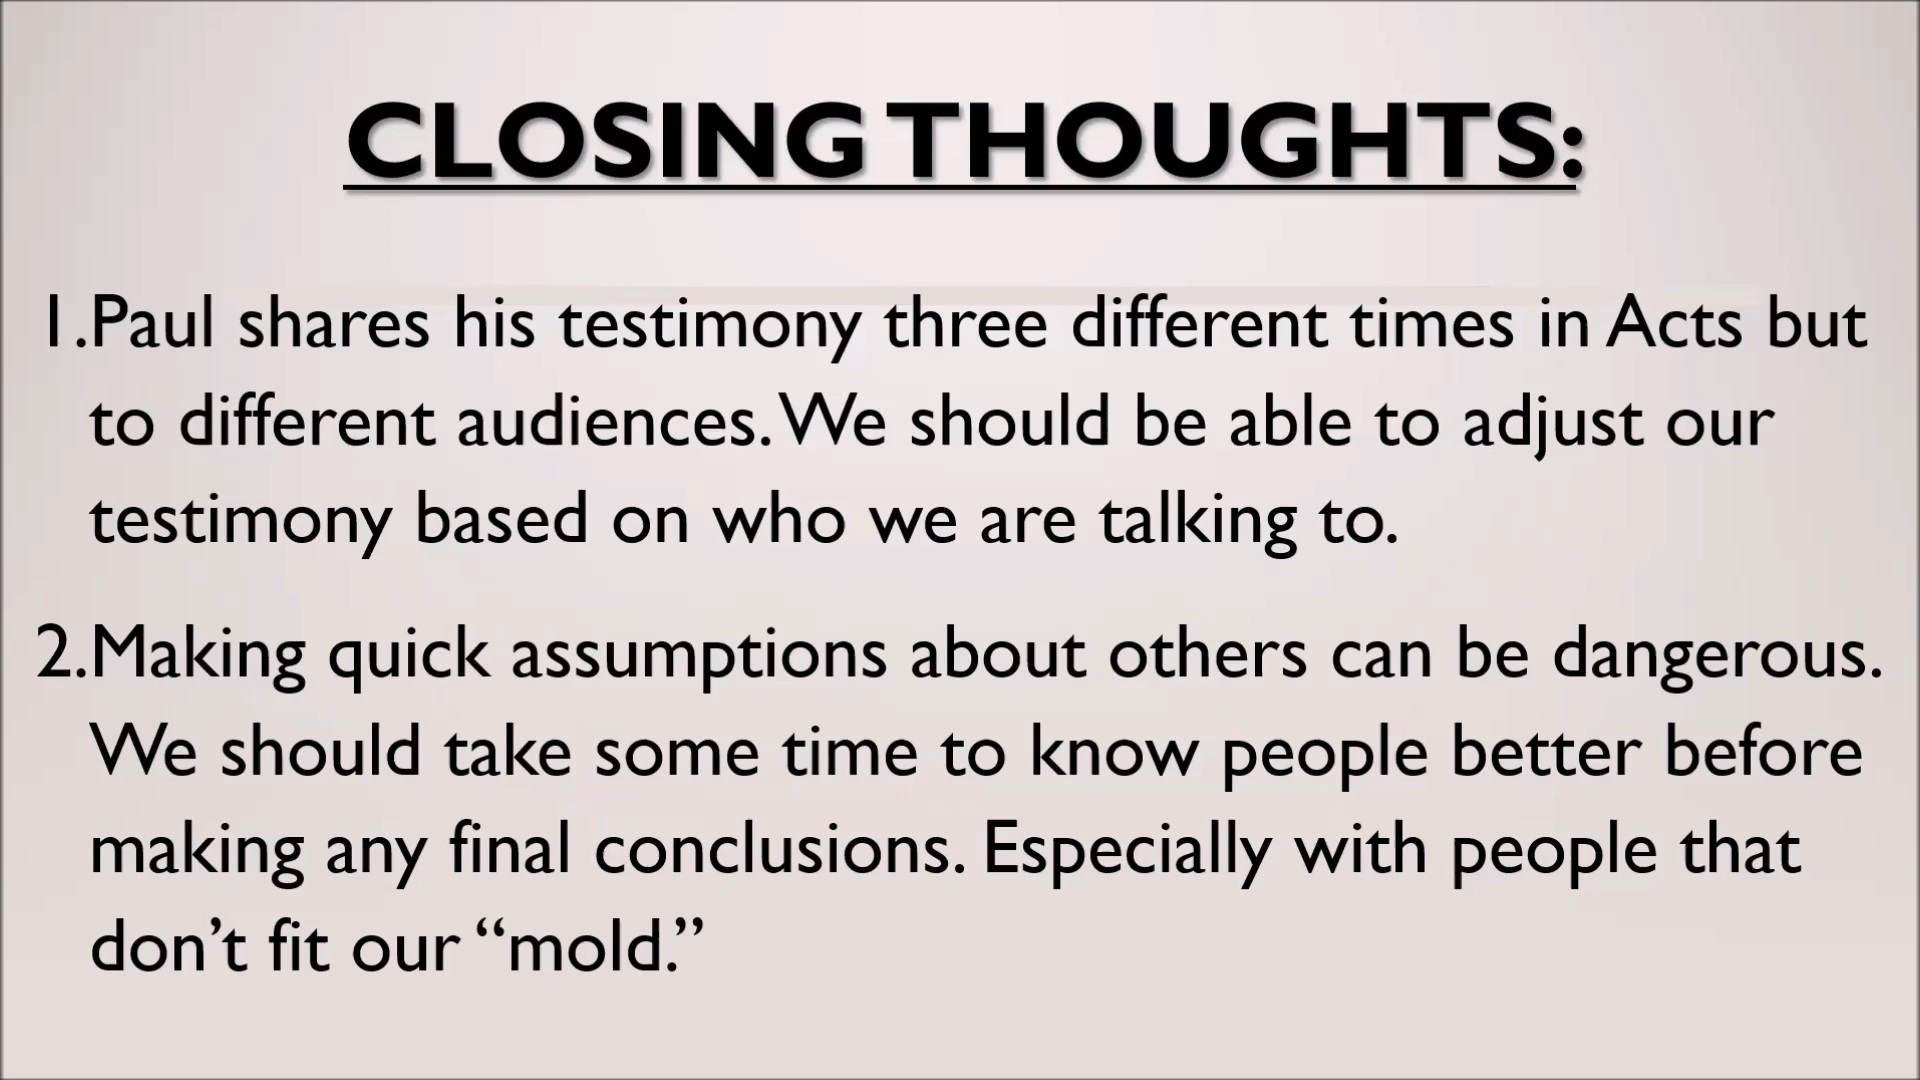 CLOSING THOUGHTS:
1.Paul shares his testimony three different times in Acts but
to different audiences. We should be able to adjust our
testimony based on who we are talking to.
2.Making quick assumptions about others can be dangerous.
We should take some time to know people better before
making any final conclusions. Especially with people that
don’t fit our “mold.”